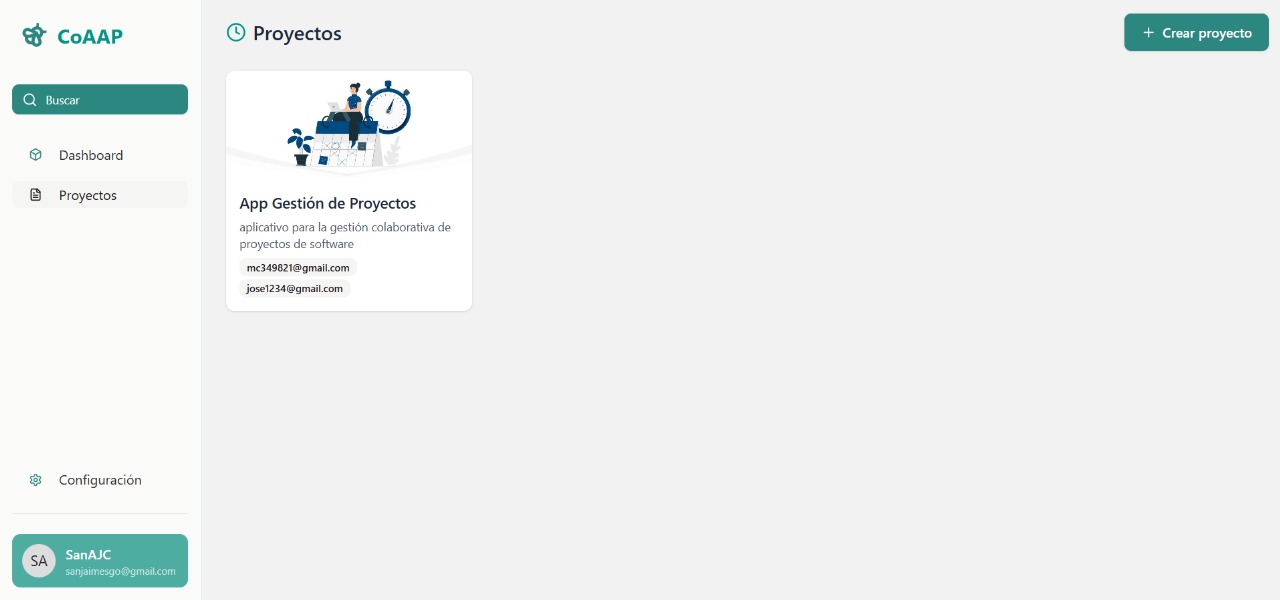 CoAAP
Buscar
Dashboard
Proyectos
Configuración
SA
SanAJC
sanjaimesgo@gmail.com
Proyectos
+ Crear proyecto
App Gestión de Proyectos
aplicativo para la gestión colaborativa de
proyectos de software
mc349821@gmail.com
jose1234@gmail.com